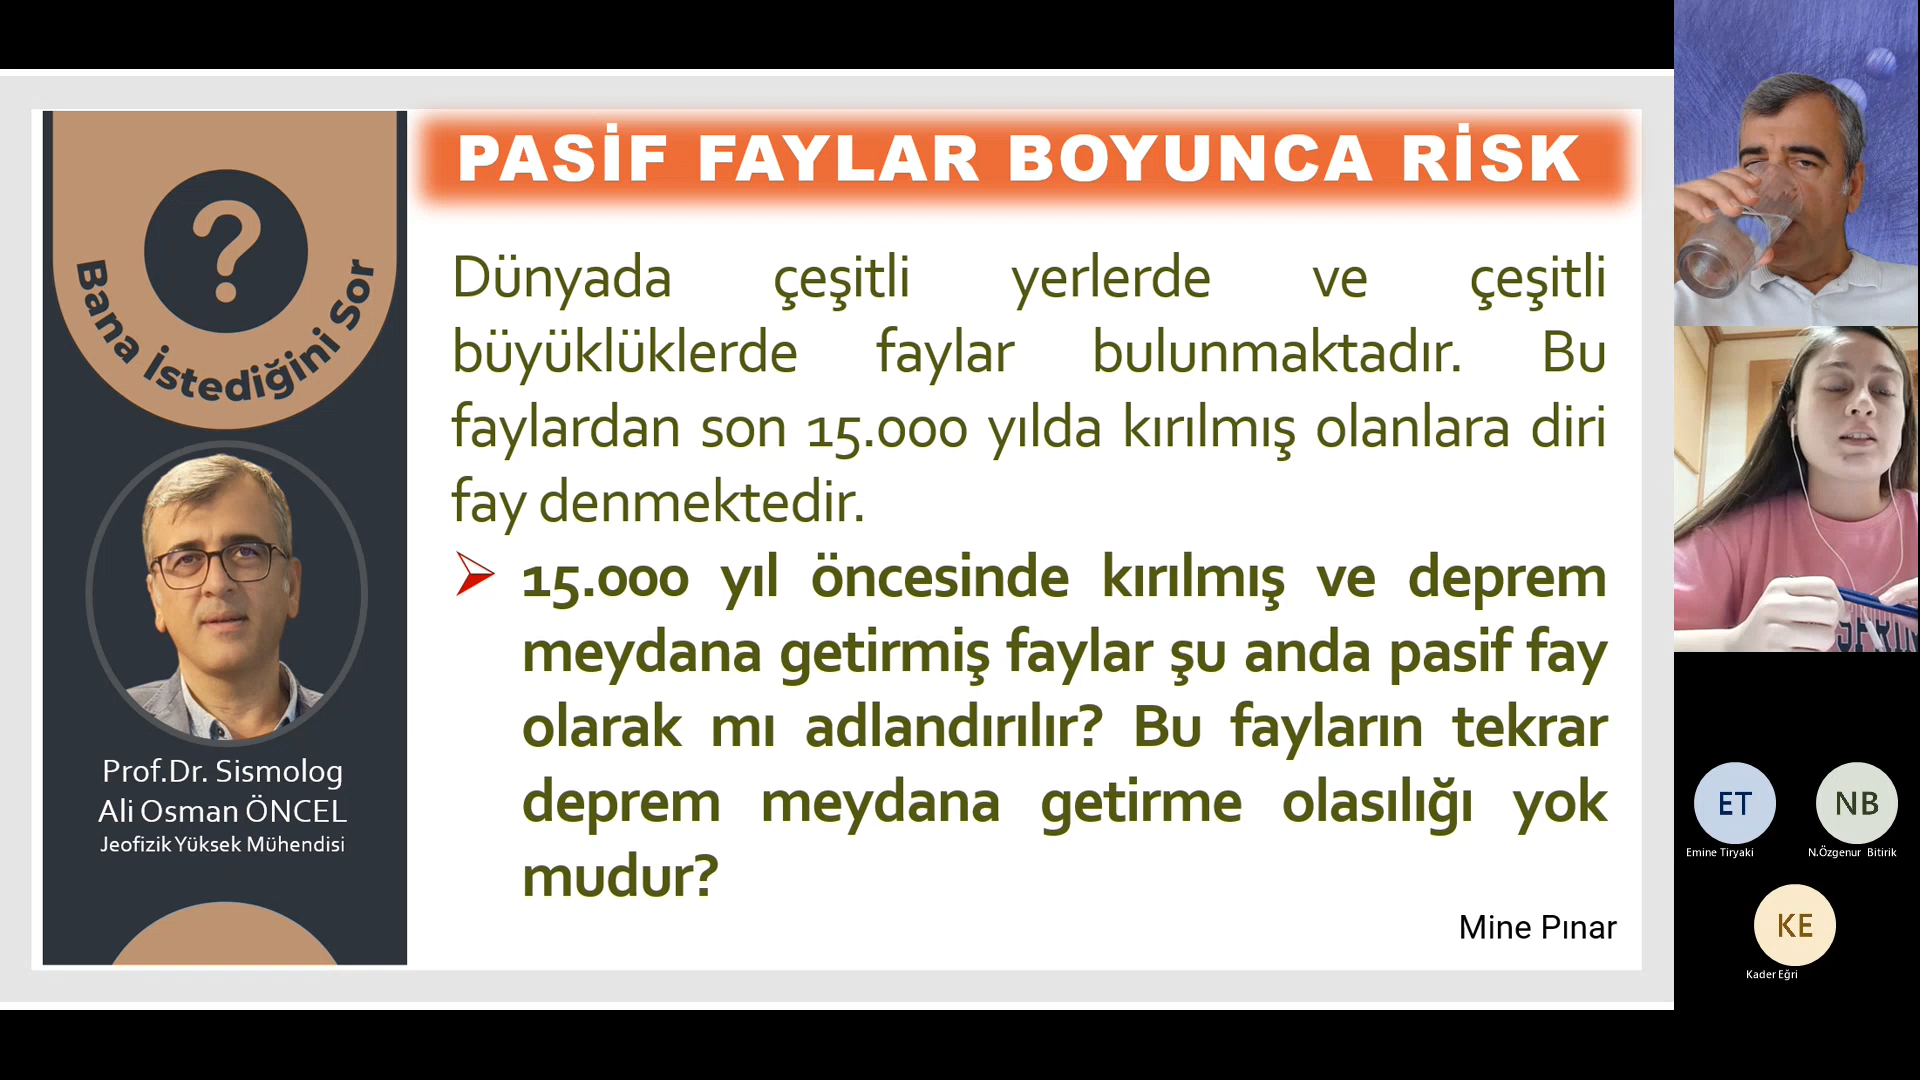 ?
Bana İstediğini Sor
Prof.Dr. Sismolog
Ali Osman ÖNCEL
Jeofizik Yüksek Mühendisi
PASİF FAYLAR BOYUNCA RİSK
Dünyada çeşitli yerlerde ve çeşitli
büyüklüklerde faylar bulunmaktadır. Bu
faylardan son 15.000 yılda kırılmış olanlara diri
fay denmektedir.
15.000 yıl öncesinde kırılmış ve deprem
meydana getirmiş faylar şu anda pasif fay
olarak mı adlandırılır? Bu fayların tekrar
deprem meydana getirme olasılığı yok
mudur?
Mine Pınar
ET
Emine Tiryaki
NB
N.Özgenur Bitirik
KE
Kader Eğri